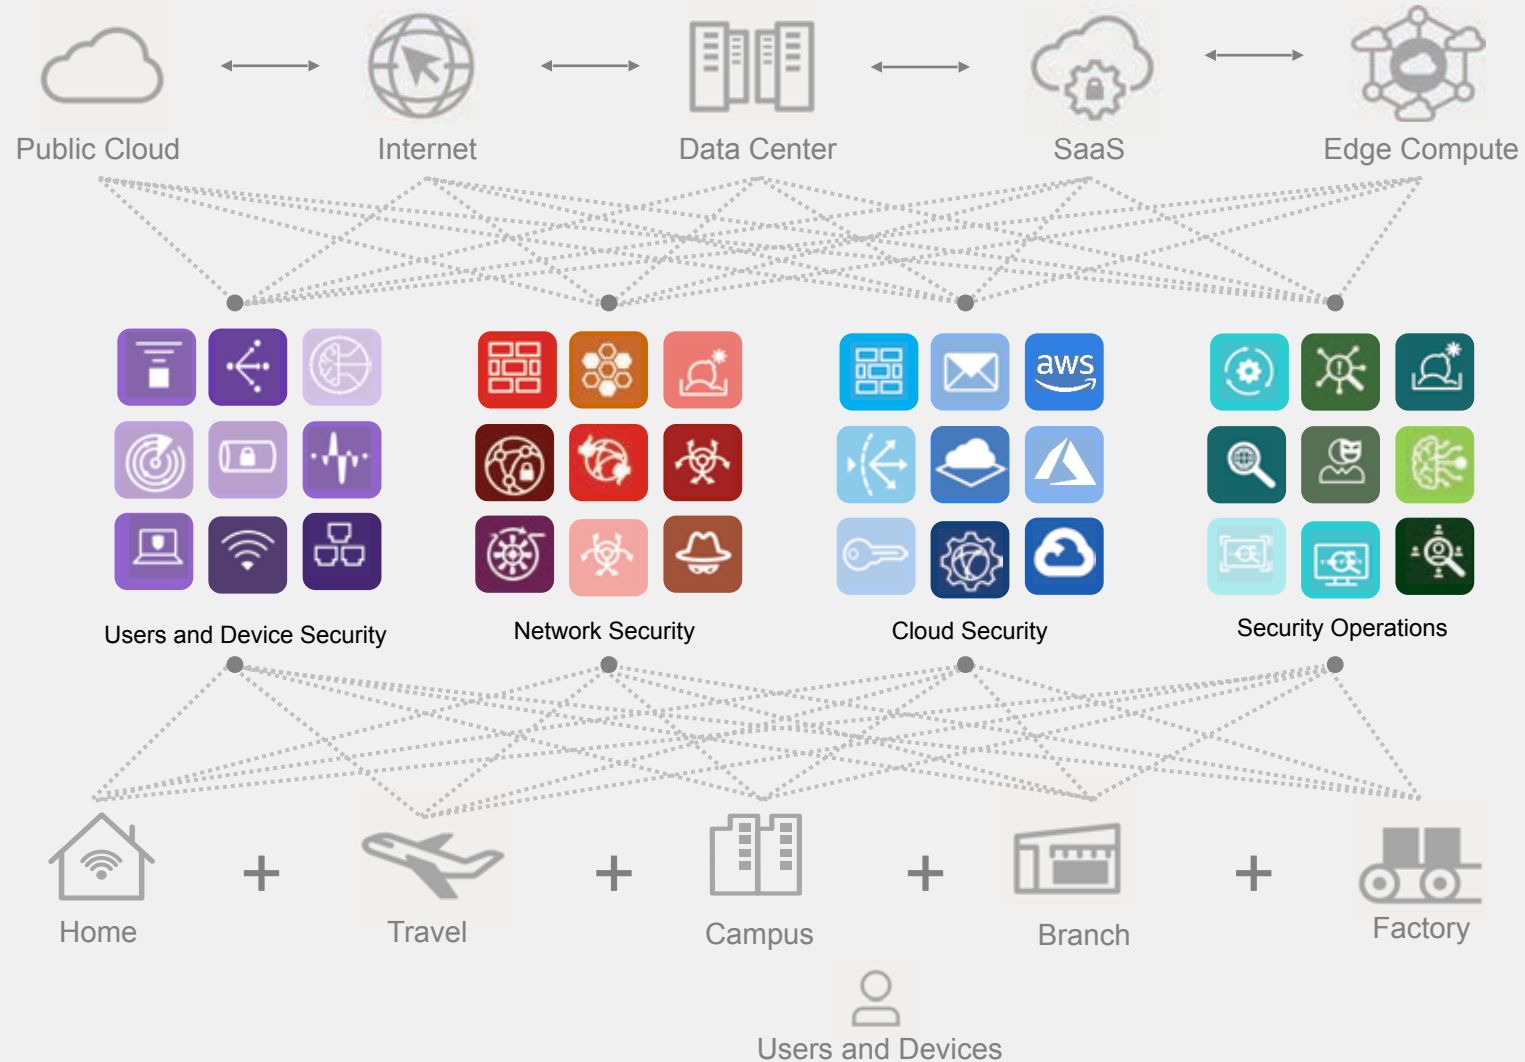 Public Cloud
Internet
Data Center
SaaS
Edge Compute
aws
Users and Device Security
Network Security
Cloud Security
Security Operations
Home
Travel
Campus
Branch
Factory
Users and Devices